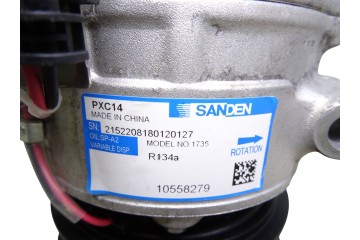 PXC14
MADE IN CHINA
SANDEN
SN: 2152208180120127
OIL:SP-A2
MODEL NO.1735
VARIABLE DISP
R134a
ROTATION
10558279